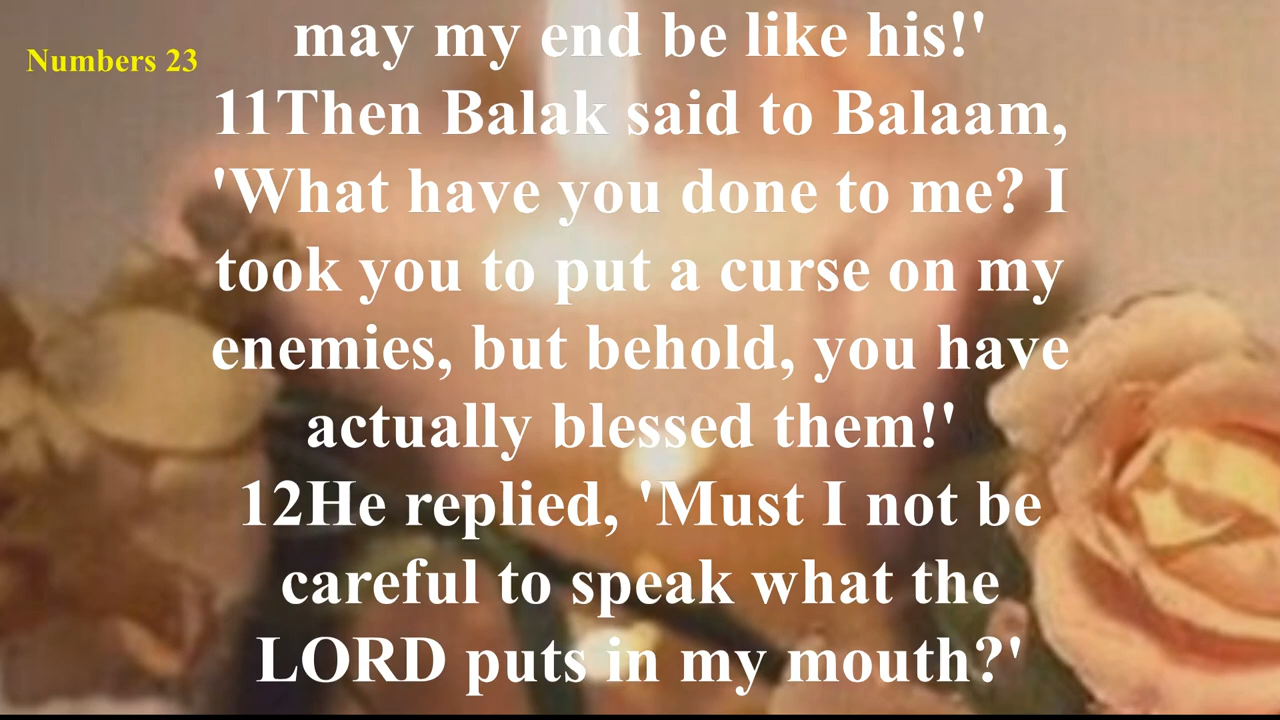 Numbers 23
may my end be like his!'
11Then Balak said to Balaam,
'What have you done to me? I
took you to put a curse on my
enemies, but behold, you have
actually blessed them!'
12He replied, 'Must I not be
careful to speak what the
LORD puts in my mouth?'